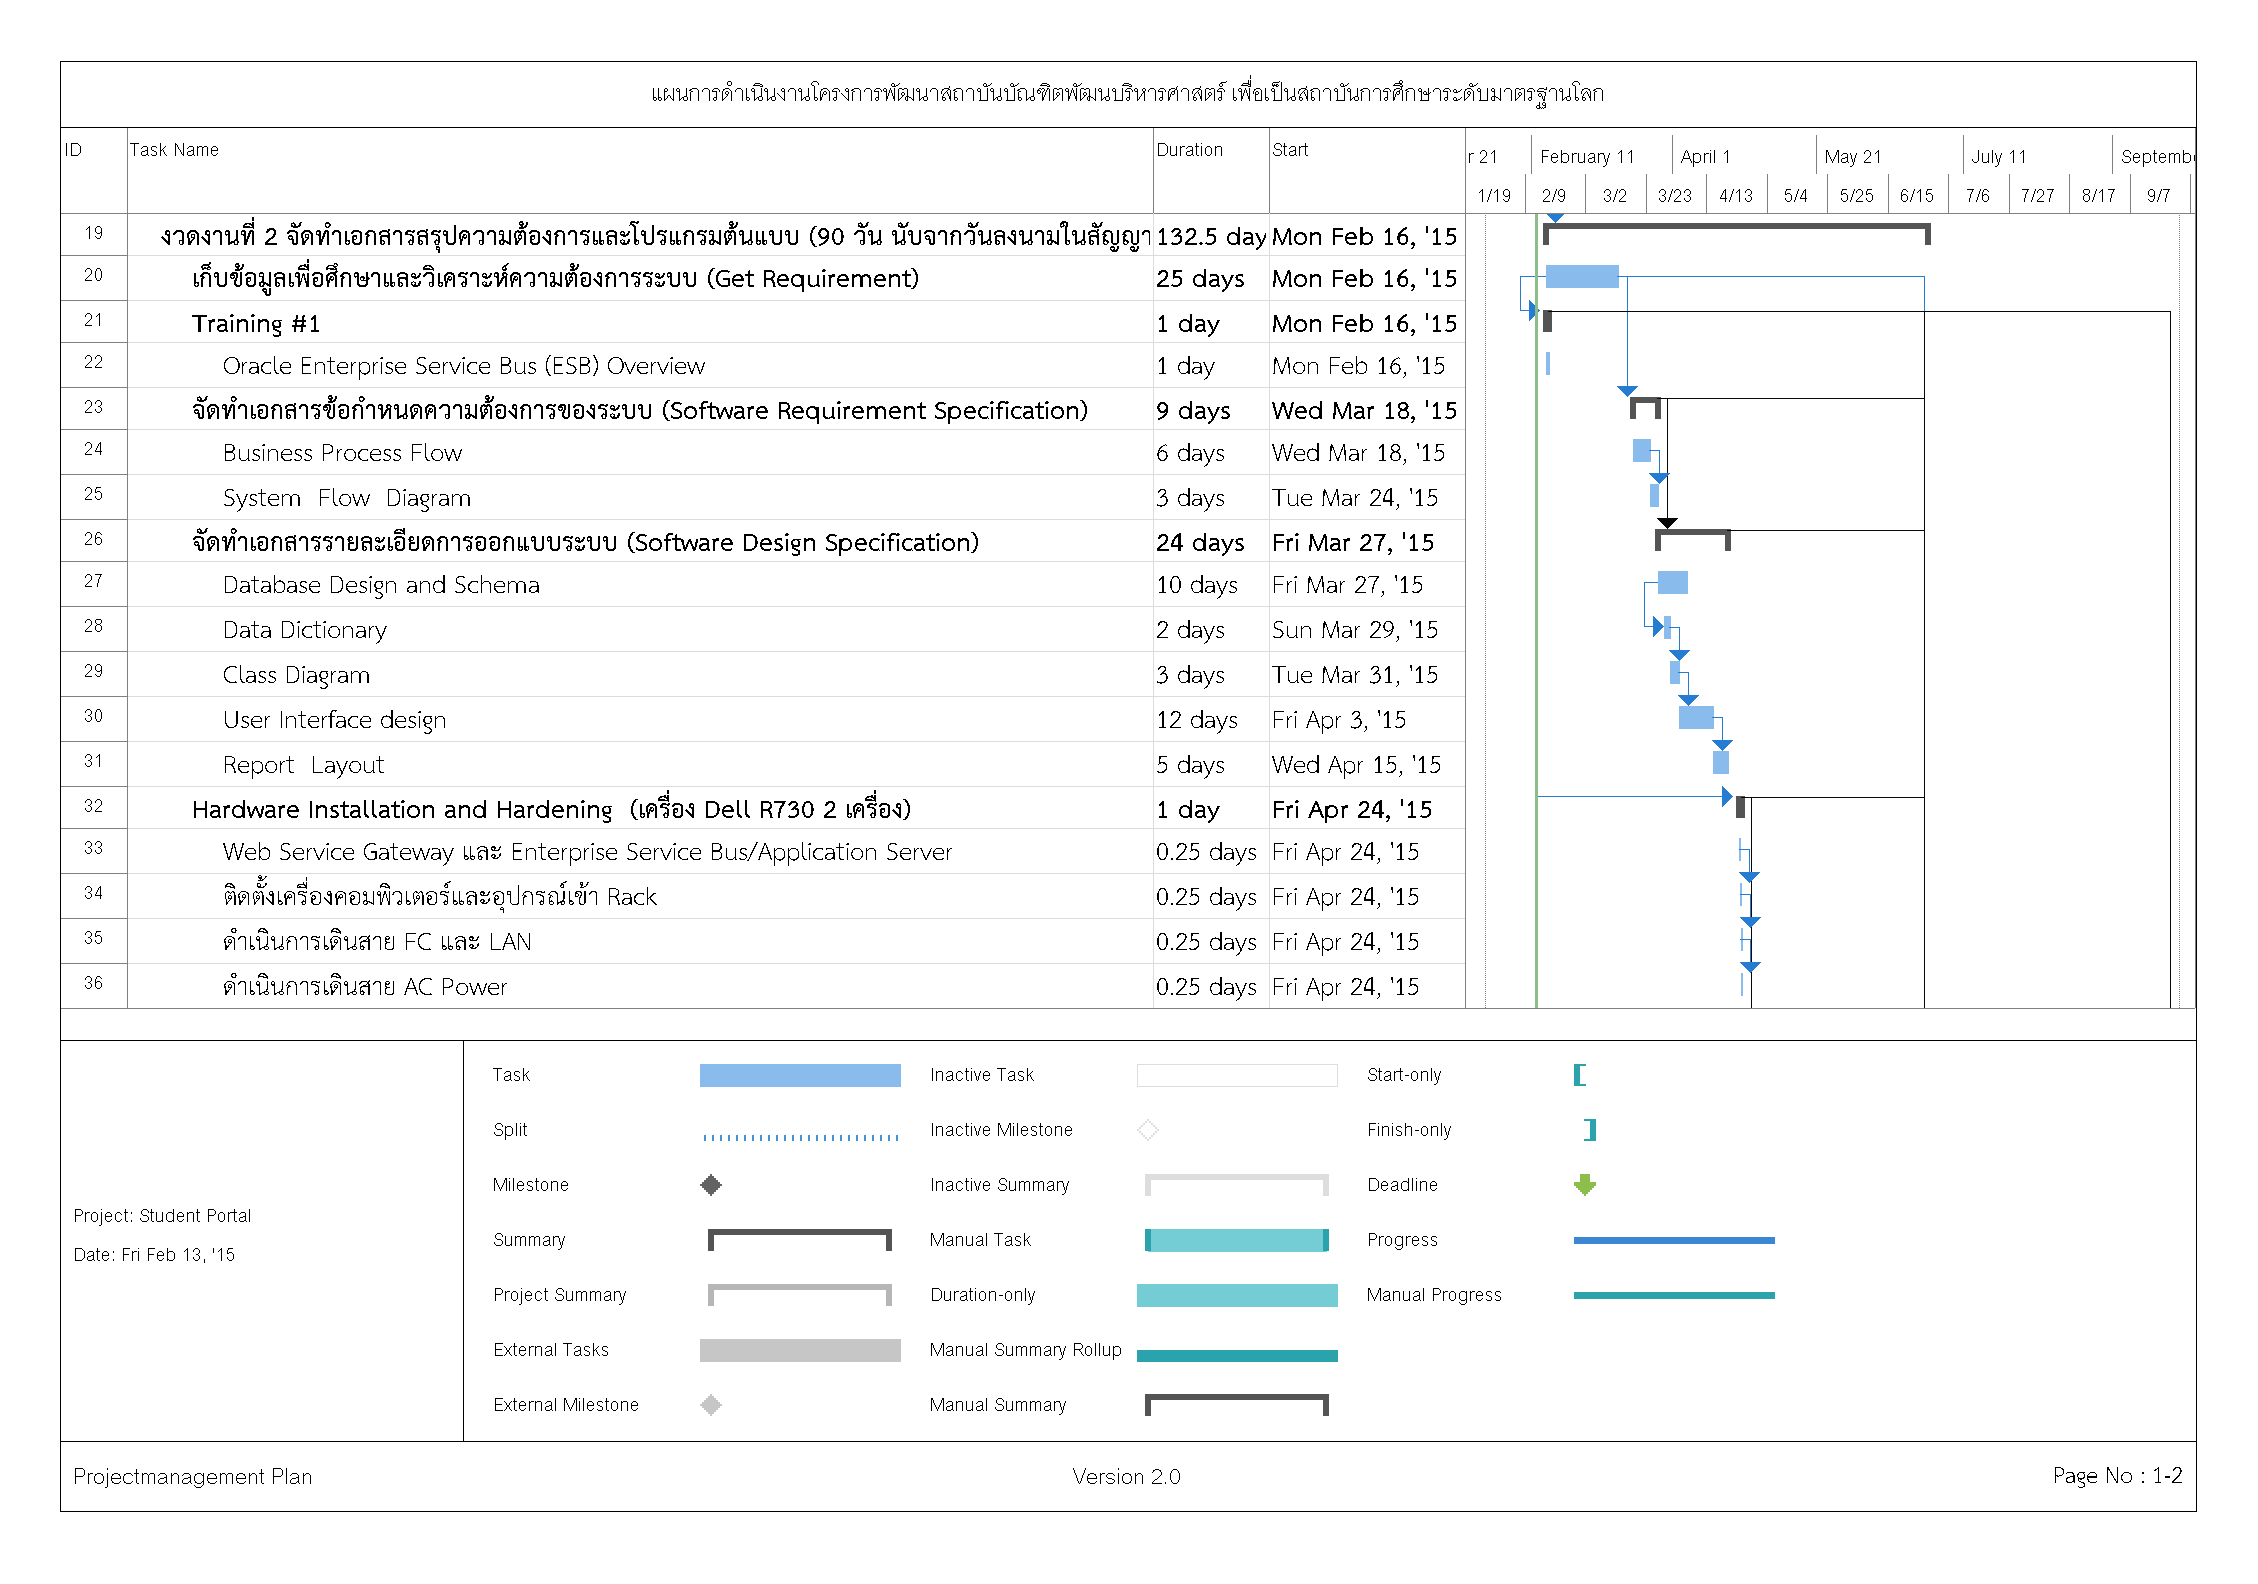 แผนการดำเนินงานโครงการพัฒนาสถาบันบัณฑิตพัฒนบริหารศาสตร์ เพื่อเป็นสถาบันการศึกษาระดับมาตรฐานโลก
ID Task Name Duration Start r 21 February 11 April 1 May 21 July 11 Septemb
1/19 2/9 3/2 3/23 4/13 5/4 5/25 6/15 7/6 7/27 8/17 9/7
19 งวดงานที่ 2 จัดทำเอกสารสรุปความต้องการและโปรแกรมต้นแบบ (90 วัน นับจากวันลงนามในสัญญา 132.5 day Mon Feb 16, '15
20 เก็บข้อมูลเพื่อศึกษาและวิเคราะห์ความต้องการระบบ (Get Requirement) 25 days Mon Feb 16, '15
21 Training #1 1 day Mon Feb 16, '15
22 Oracle Enterprise Service Bus (ESB) Overview 1 day Mon Feb 16, '15
23 จัดทำเอกสารข้อกำหนดความต้องการของระบบ (Software Requirement Specification) 9 days Wed Mar 18, '15
24 Business Process Flow 6 days Wed Mar 18, '15
25 System Flow Diagram 3 days Tue Mar 24, '15
26 จัดทำเอกสารรายละเอียดการออกแบบระบบ (Software Design Specification) 24 days Fri Mar 27, '15
27 Database Design and Schema 10 days Fri Mar 27, '15
28 Data Dictionary 2 days Sun Mar 29, '15
29 Class Diagram 3 days Tue Mar 31, '15
30 User Interface design 12 days Fri Apr 3, '15
31 Report Layout 5 days Wed Apr 15, '15
32 Hardware Installation and Hardening (เครื่อง Dell R730 2 เครื่อง) 1 day Fri Apr 24, '15
33 Web Service Gateway และ Enterprise Service Bus/Application Server 0.25 days Fri Apr 24, '15
34 ติดตั้งเครื่องคอมพิวเตอร์และอุปกรณ์เข้า Rack 0.25 days Fri Apr 24, '15
35 ดำเนินการเดินสาย FC และ LAN 0.25 days Fri Apr 24, '15
36 ดำเนินการเดินสาย AC Power 0.25 days Fri Apr 24, '15
Project: Student Portal
Date: Fri Feb 13, '15
Task Inactive Task Start-only
Split Inactive Milestone Finish-only
Milestone Inactive Summary Deadline
Summary Manual Task Progress
Project Summary Duration-only Manual Progress
External Tasks Manual Summary Rollup
External Milestone Manual Summary
Projectmanagement Plan Version 2.0 Page No : 1-2